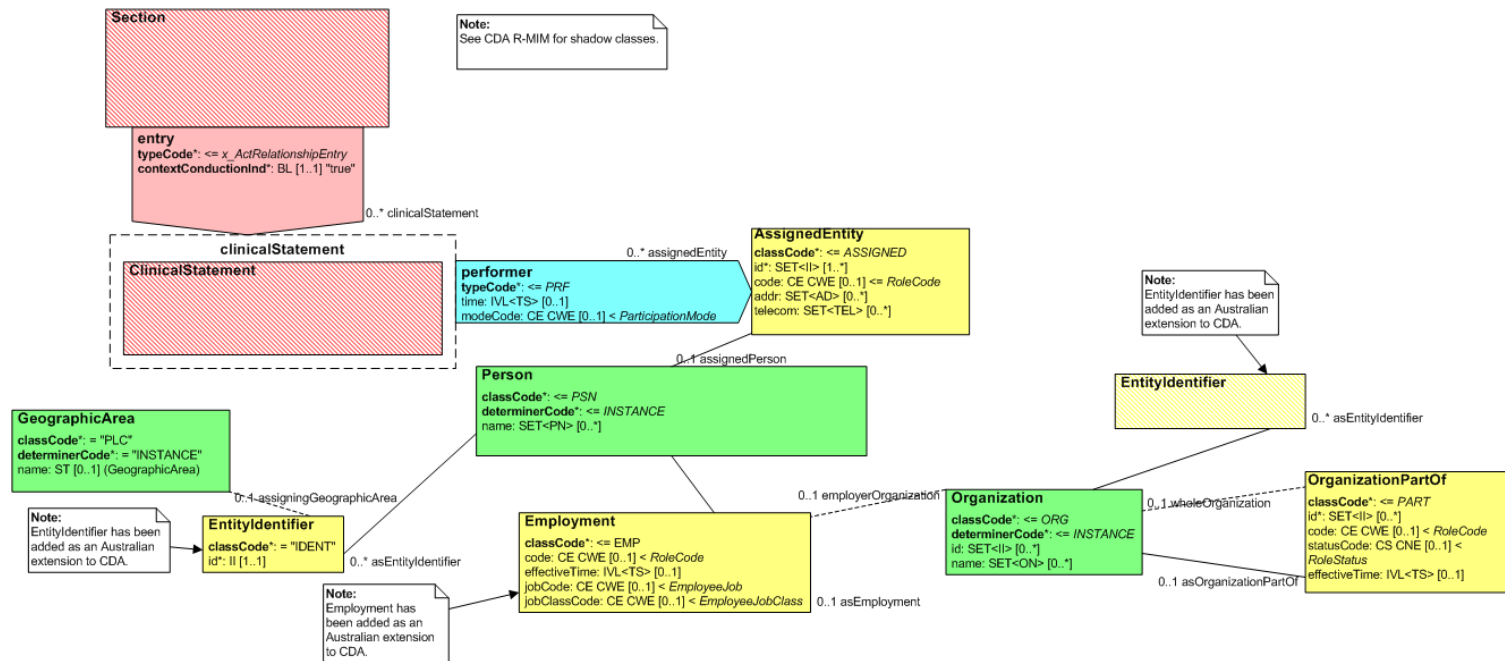 Section
Note:
See CDA R-MIM for shadow classes.
entry
typeCode*: <= x_ActRelationshipEntry
contextConductionInd*: BL [1..1] "true"
0..* clinicalStatement
clinicalStatement
ClinicalStatement
performer
typeCode*: <= PRF
time: IVL<TS> [0..1]
modeCode: CE CWE [0..1] < ParticipationMode
0..* assignedEntity
AssignedEntity
classCode*: <= ASSIGNED
id*: SET<II> [1..*]
code: CE CWE [0..1] <= RoleCode
addr: SET<AD> [0..*]
telecom: SET<TEL> [0..*]
Note:
EntityIdentifier has been
added as an Australian
extension to CDA.
0..1 assignedPerson
Person
classCode*: <= PSN
determinerCode*: <= INSTANCE
name: SET<PN> [0..*]
EntityIdentifier
0..* asEntityIdentifier
GeographicArea
classCode*: = "PLC"
determinerCode*: = "INSTANCE"
name: ST [0..1] (GeographicArea)
0..1 assigningGeographicArea
Note:
EntityIdentifier has been
added as an Australian
extension to CDA.
EntityIdentifier
classCode*: = "IDENT"
id*: II [1..1]
0..* asEntityIdentifier
Employment
classCode*: <= EMP
code: CE CWE [0..1] < RoleCode
effectiveTime: IVL<TS> [0..1]
jobCode: CE CWE [0..1] < EmployeeJob
jobClassCode: CE CWE [0..1] < EmployeeJobClass
0..1 employerOrganization
Organization
classCode*: <= ORG
determinerCode*: <= INSTANCE
id: SET<II> [0..*]
name: SET<ON> [0..*]
0..1 wholeOrganization
OrganizationPartOf
classCode*: <= PART
id*: SET<II> [0..*]
code: CE CWE [0..1] < RoleCode
statusCode: CS CNE [0..1] <
RoleStatus
effectiveTime: IVL<TS> [0..1]
0..1 asOrganizationPartOf
0..1 asEmployment
Note:
Employment has
been added as an
Australian extension
to CDA.